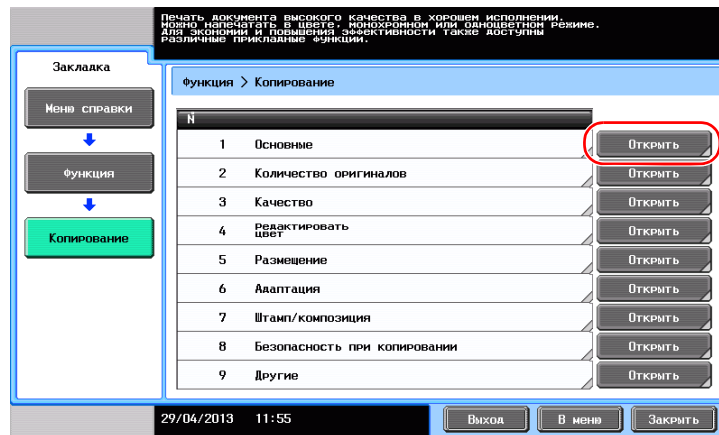 Печать документа высокого качества в хорошем исполнении.
Можно напечатать в цвете, монохромном или одноцветном режиме.
Для экономии и повышения эффективности также доступны
различные прикладные функции.
Закладка
Функция > Копирование
Меню справки
Функция
Копирование
N
1 Основные Открыть
2 Количество оригиналов Открыть
3 Качество Открыть
4 Редактировать
цвет Открыть
5 Размещение Открыть
6 Адаптация Открыть
7 Штамп/композиция Открыть
8 Безопасность при копировании Открыть
9 Другие Открыть
29/04/2013 11:55 Выход В меню Закрыть